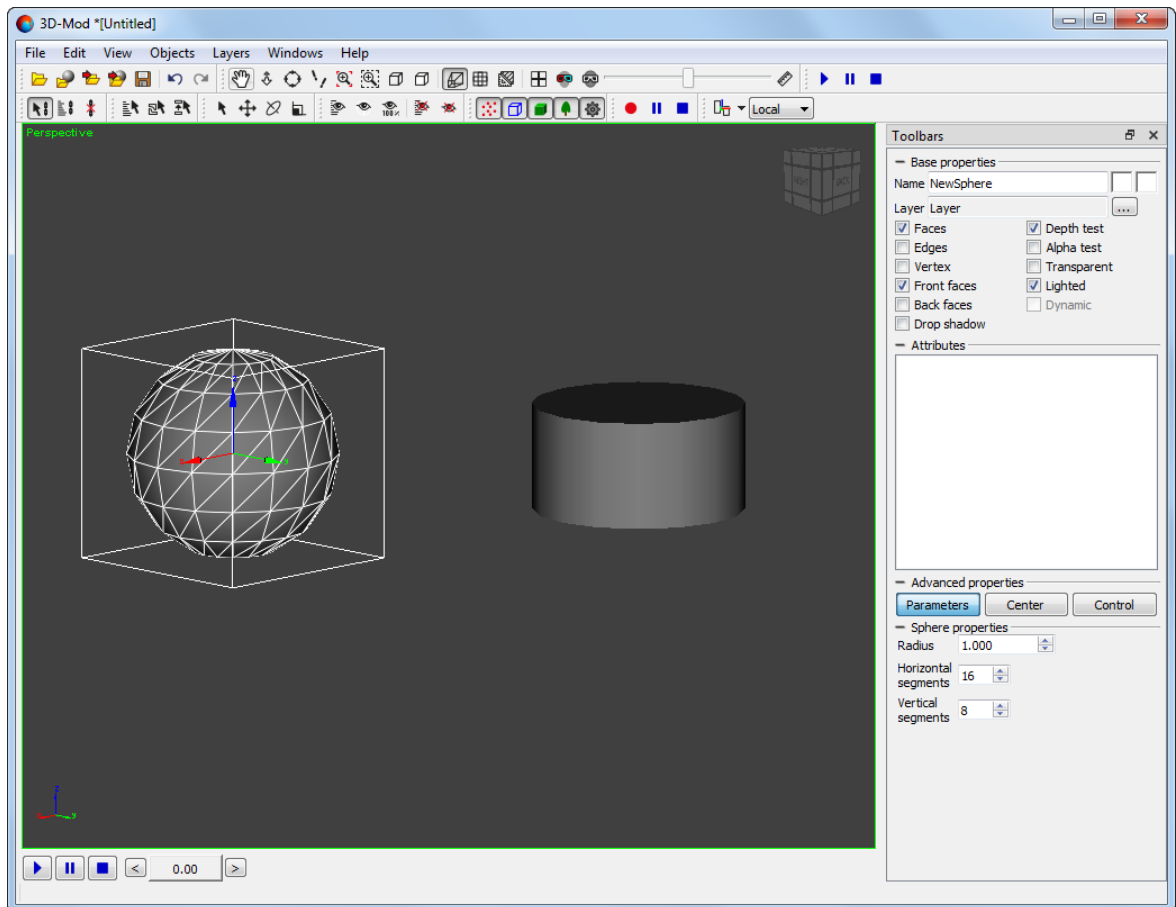 3D-Mod *[Untitled]
File Edit View Objects Layers Windows Help
100%
Local
Perspective
Toolbars
Base properties
Name NewSphere
Layer Layer ...
Faces Depth test
Edges Alpha test
Vertex Transparent
Front faces Lighted
Back faces Dynamic
Drop shadow
Attributes
z
x y
Advanced properties
Parameters Center Control
Sphere properties
Radius 1.000
Horizontal segments 16
Vertical segments 8
z
x y
< 0.00 >